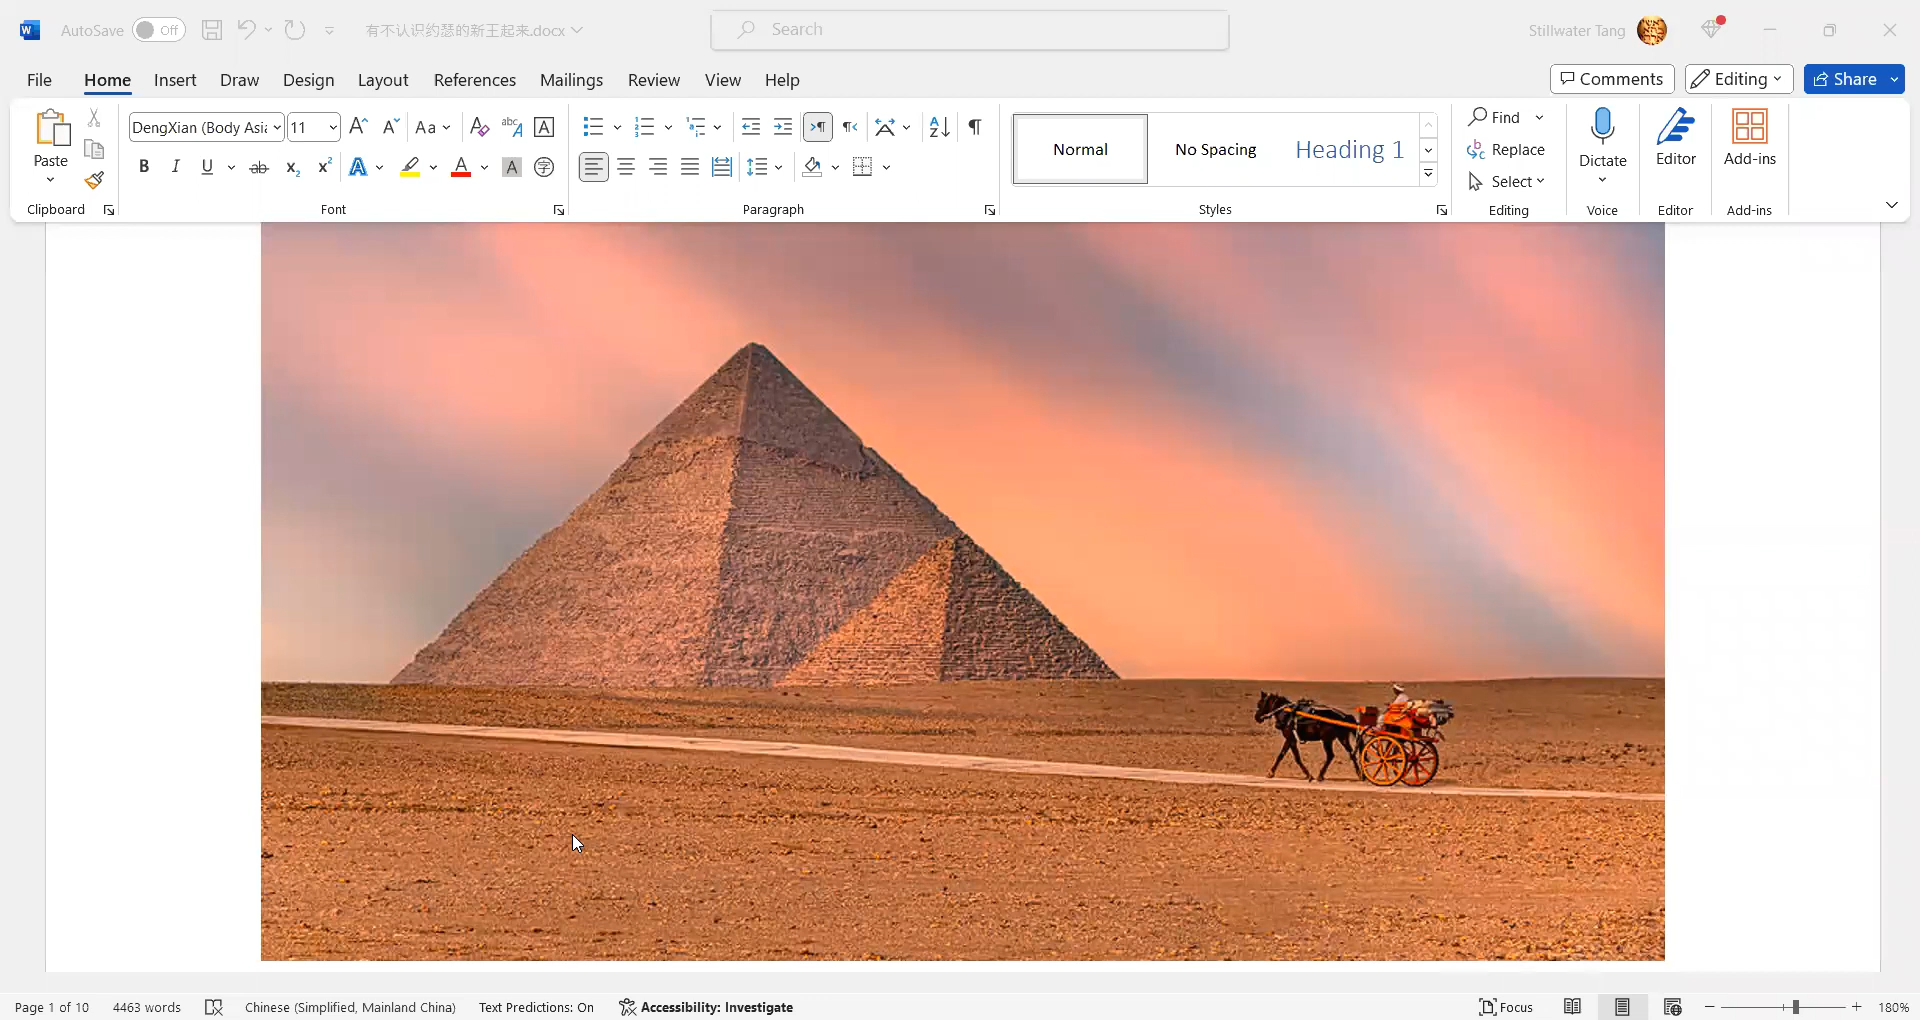 AutoSave Off 有不认识约瑟的新王起来.docx Search Stillwater Tang
File Home Insert Draw Design Layout References Mailings Review View Help Comments Editing Share
Paste
Clipboard
DengXian (Body Asia 11
Font
Paragraph
Normal No Spacing Heading 1
Styles
Find
Replace
Select
Editing
Dictate
Voice
Editor
Editor
Add-ins
Add-ins
Page 1 of 10 4463 words Chinese (Simplified, Mainland China) Text Predictions: On Accessibility: Investigate Focus 180%